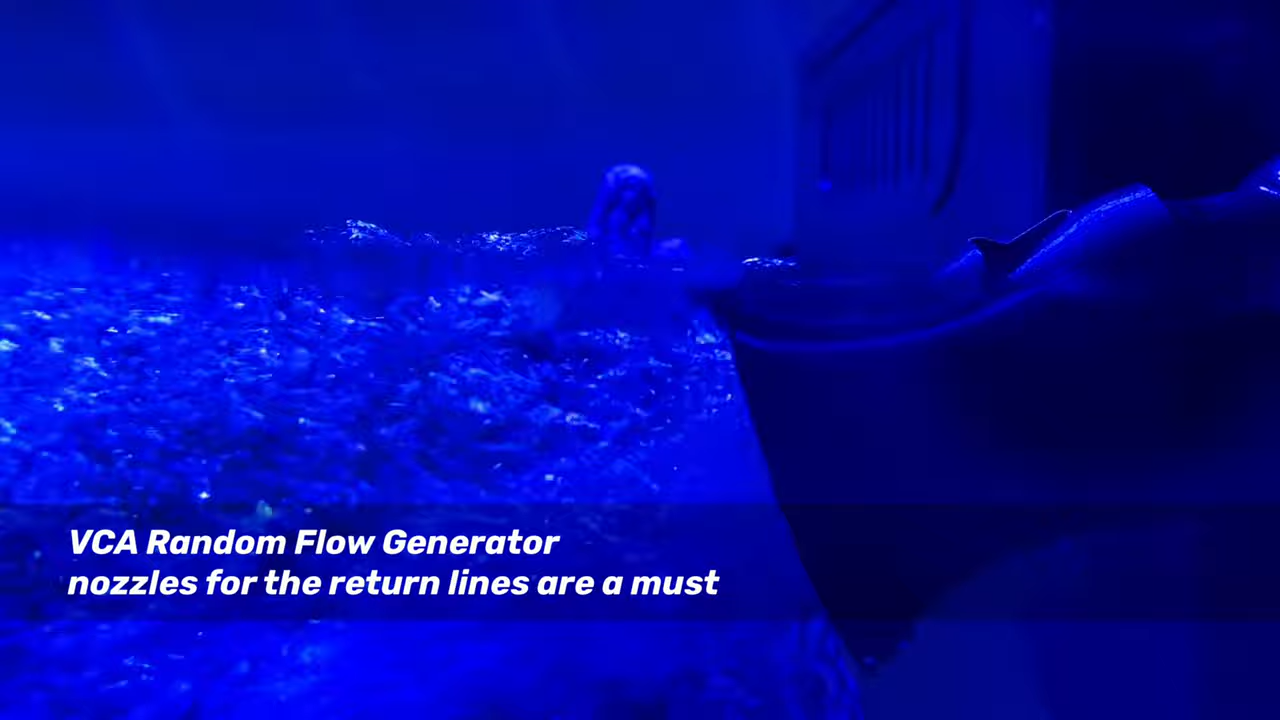 VCA Random Flow Generator
nozzles for the return lines are a must